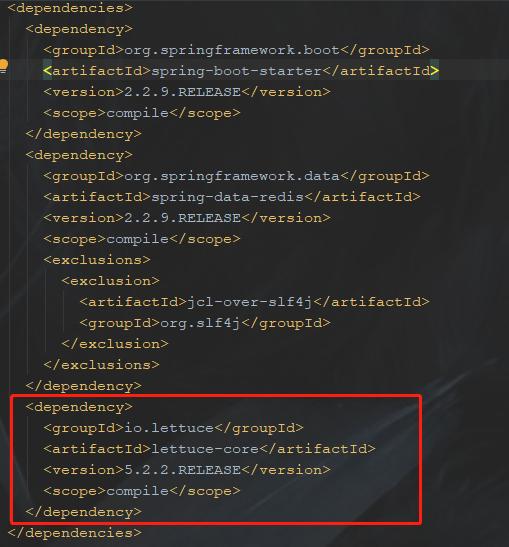 <dependencies>
<dependency>
<groupId>org.springframework.boot</groupId>
<artifactId>spring-boot-starter</artifactId>
<version>2.2.9.RELEASE</version>
<scope>compile</scope>
</dependency>
<dependency>
<groupId>org.springframework.data</groupId>
<artifactId>spring-data-redis</artifactId>
<version>2.2.9.RELEASE</version>
<scope>compile</scope>
<exclusions>
<exclusion>
<artifactId>jcl-over-slf4j</artifactId>
<groupId>org.slf4j</groupId>
</exclusion>
</exclusions>
</dependency>
<dependency>
<groupId>io.lettuce</groupId>
<artifactId>lettuce-core</artifactId>
<version>5.2.2.RELEASE</version>
<scope>compile</scope>
</dependency>
</dependencies>